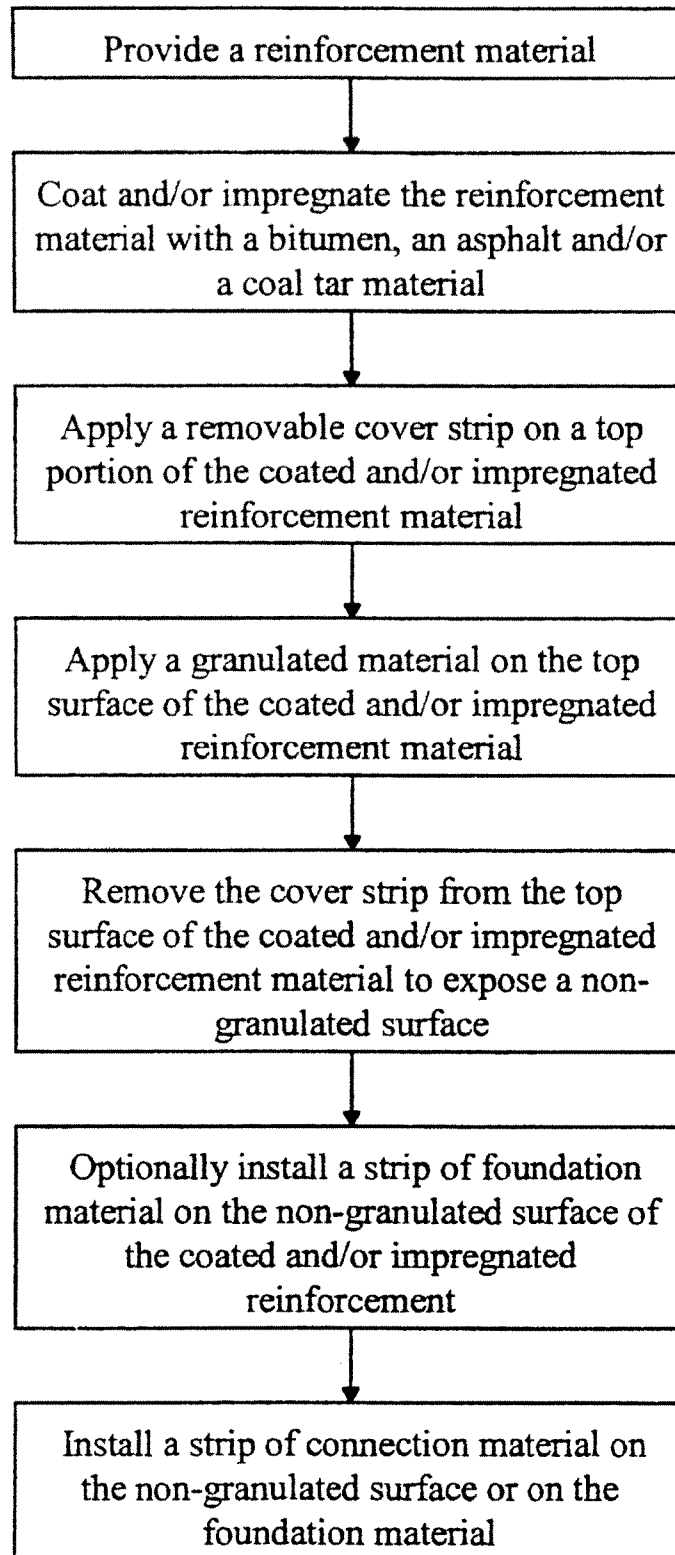 Provide a reinforcement material
Coat and/or impregnate the reinforcement
material with a bitumen, an asphalt and/or
a coal tar material
Apply a removable cover strip on a top
portion of the coated and/or impregnated
reinforcement material
Apply a granulated material on the top
surface of the coated and/or impregnated
reinforcement material
Remove the cover strip from the top
surface of the coated and/or impregnated
reinforcement material to expose a non-
granulated surface
Optionally install a strip of foundation
material on the non-granulated surface of
the coated and/or impregnated
reinforcement
Install a strip of connection material on
the non-granulated surface or on the
foundation material